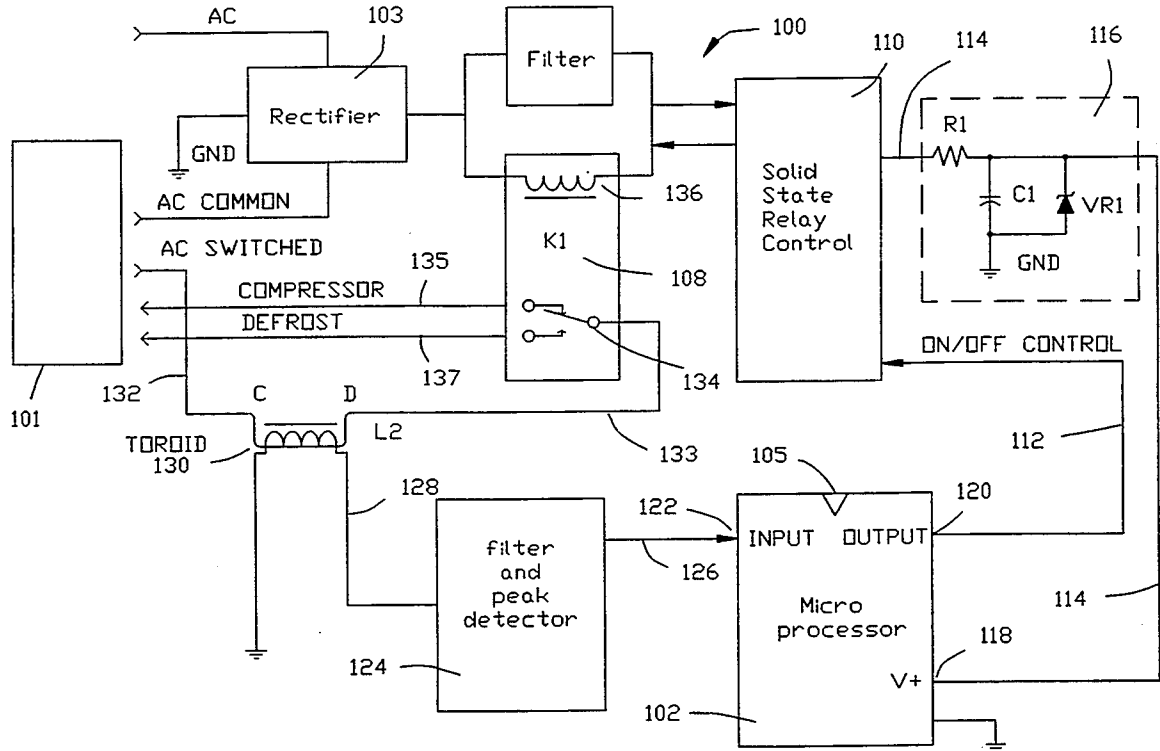 AC
103
Filter
100
110
114
116
Rectifier
R1
GND
Solid
State
Relay
Control
C1
VR1
136
AC COMMON
K1
AC SWITCHED
108
GND
COMPRESSOR
135
DEFROST
ON/OFF CONTROL
137
134
101
132
C
D
L2
TOROID
130
133
112
105
128
122
120
INPUT
OUTPUT
filter
and
peak
detector
126
Micro
processor
114
118
124
V+
102